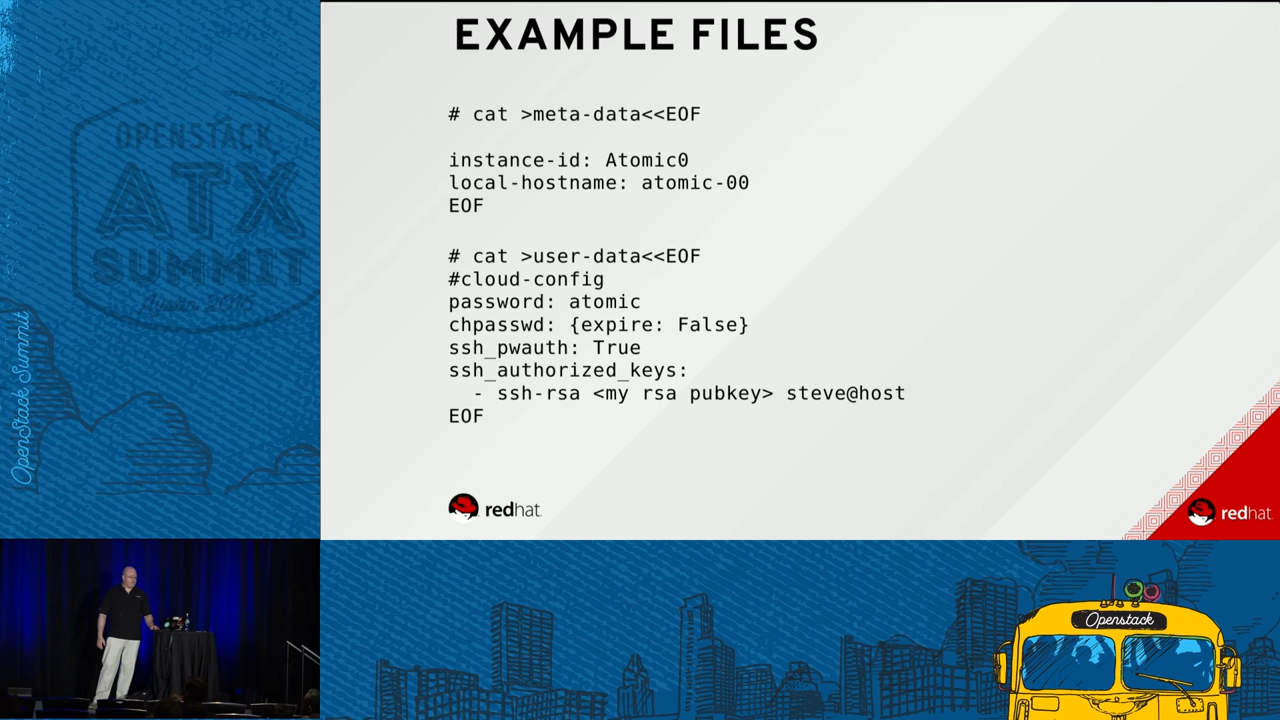 EXAMPLE FILES
# cat >meta-data<<EOF
instance-id: Atomic0
local-hostname: atomic-00
EOF
# cat >user-data<<EOF
#cloud-config
password: atomic
chpasswd: {expire: False}
ssh_pwauth: True
ssh_authorized_keys:
- ssh-rsa <my rsa pubkey> steve@host
EOF
redhat.
redhat.
OPENSTACK
ATX
SUMMIT
Austin 2016
OpenStack Summit
Openstack